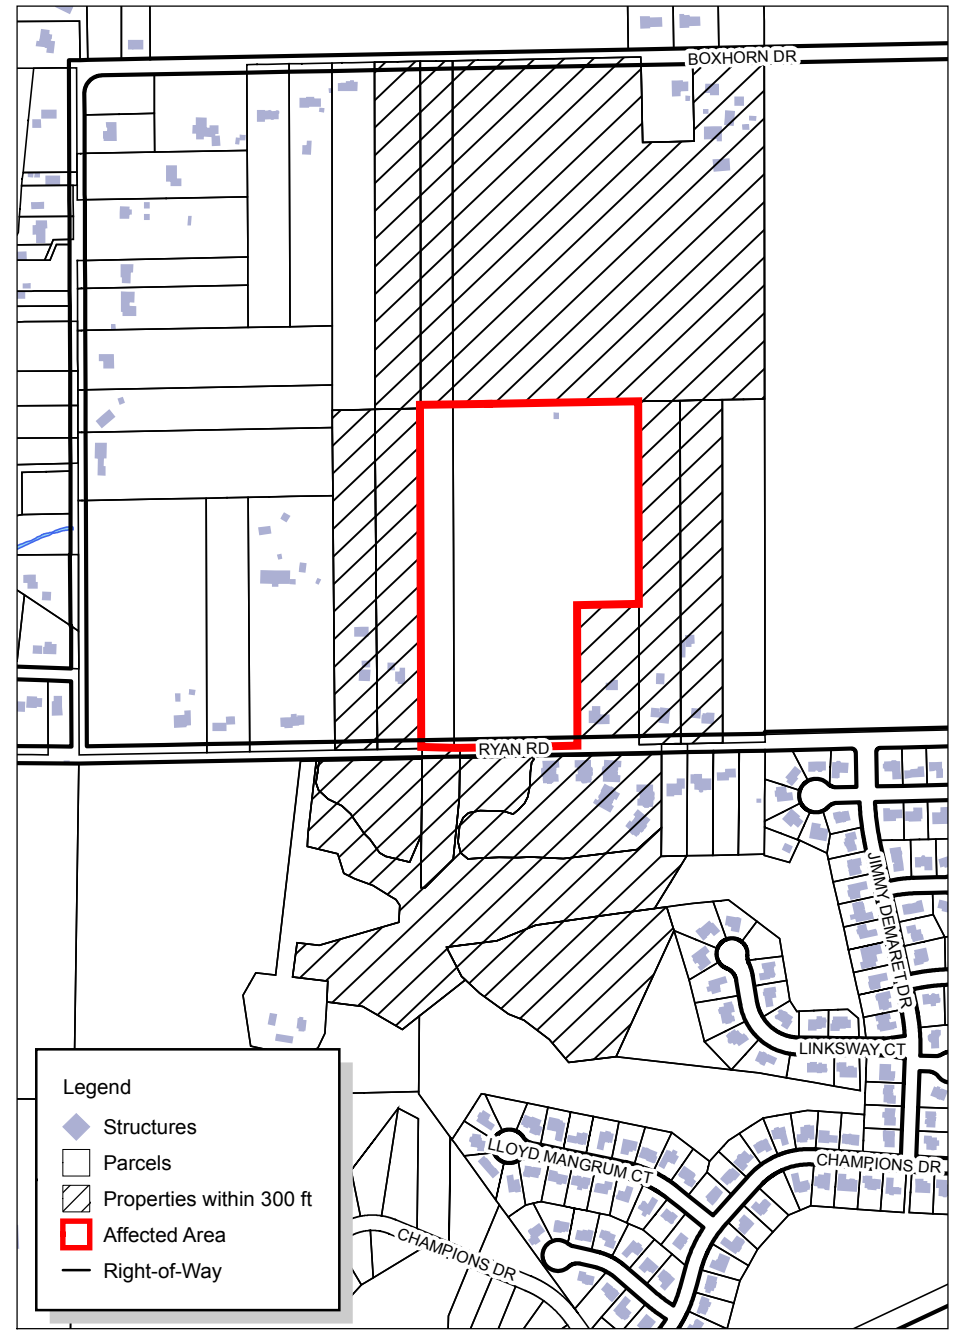 BOXHORN DR
RYAN RD
JIMMY DEMARET DR
LINKSWAY CT
LLOYD MANGRUM CT
CHAMPIONS DR
CHAMPIONS DR
Legend
Structures
Parcels
Properties within 300 ft
Affected Area
Right-of-Way